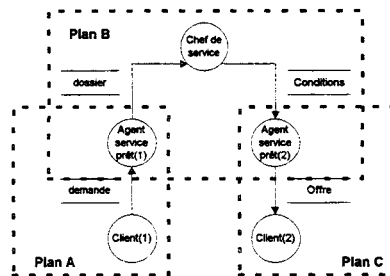 Plan B
Chef de
service
dossier
Conditions
Agent
service
prêt(1)
Agent
service
prêt(2)
demande
Offre
Client(1)
Client(2)
Plan A
Plan C